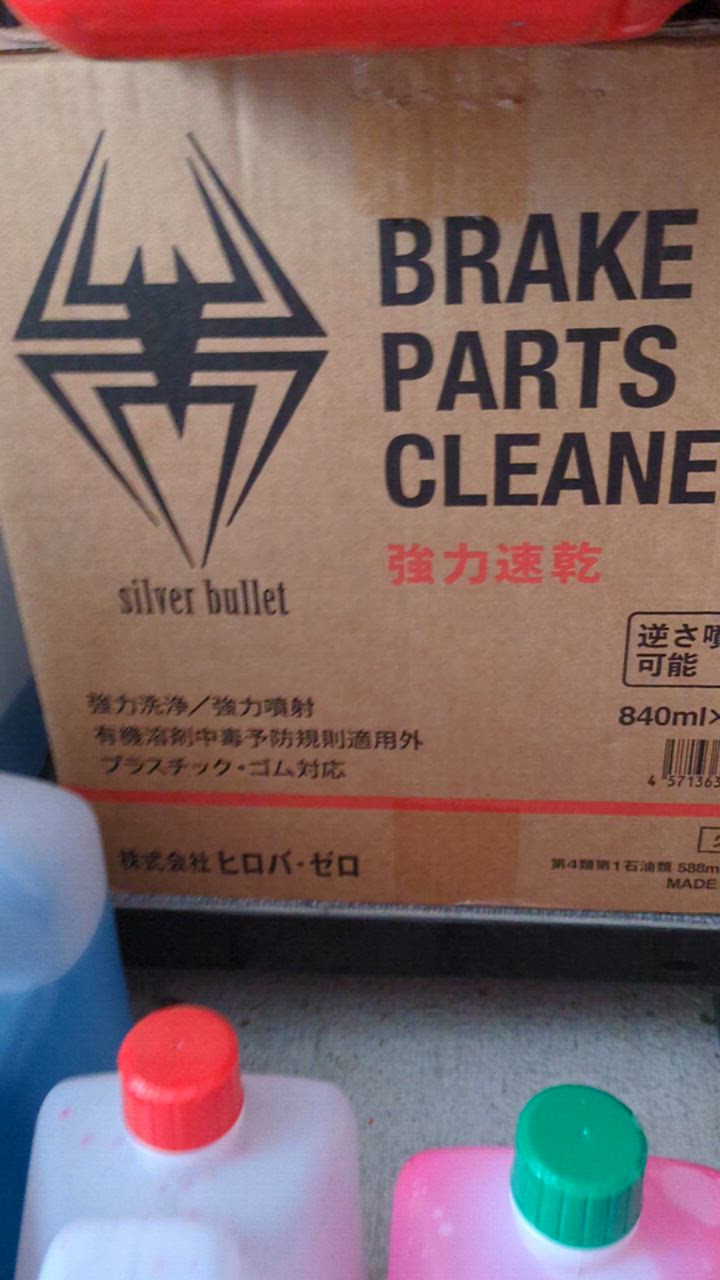 BRAKE
PARTS
CLEANE
強力速乾
silver bullet
逆さ噴
可能
強力洗浄／強力噴射
有機溶剤中毒予防規則適用外
プラスチック・ゴム対応
840ml×
4 571363
株式会社 ヒロバ・ゼロ
第4類第1石油類 588m
MADE